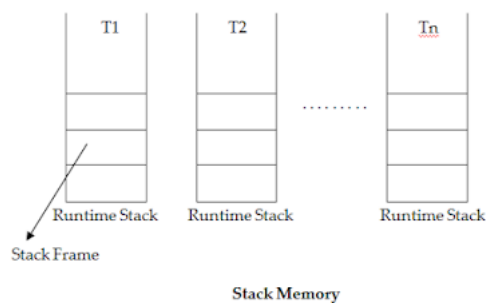 T1
T2
Tn
.........
Runtime Stack
Runtime Stack
Runtime Stack
Stack Frame
Stack Memory